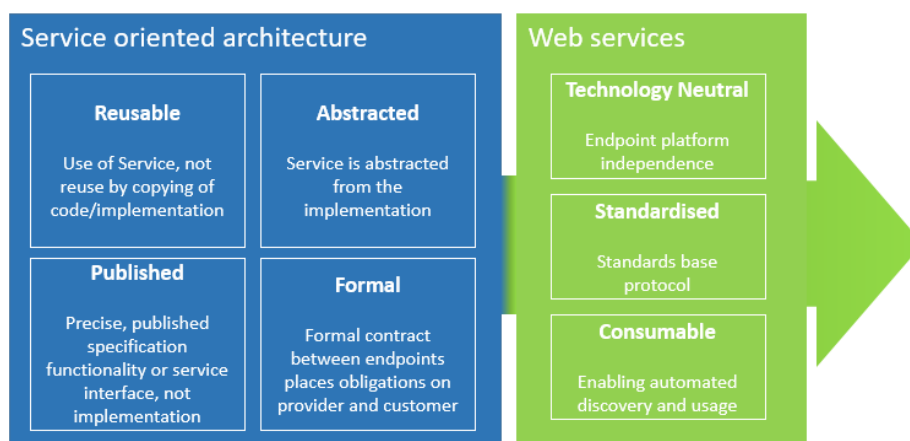 Service oriented architecture
Reusable
Use of Service, not
reuse by copying of
code/implementation
Abstracted
Service is abstracted
from the
implementation
Published
Precise, published
specification
functionality or service
interface, not
implementation
Formal
Formal contract
between endpoints
places obligations on
provider and customer
Web services
Technology Neutral
Endpoint platform
independence
Standardised
Standards base
protocol
Consumable
Enabling automated
discovery and usage